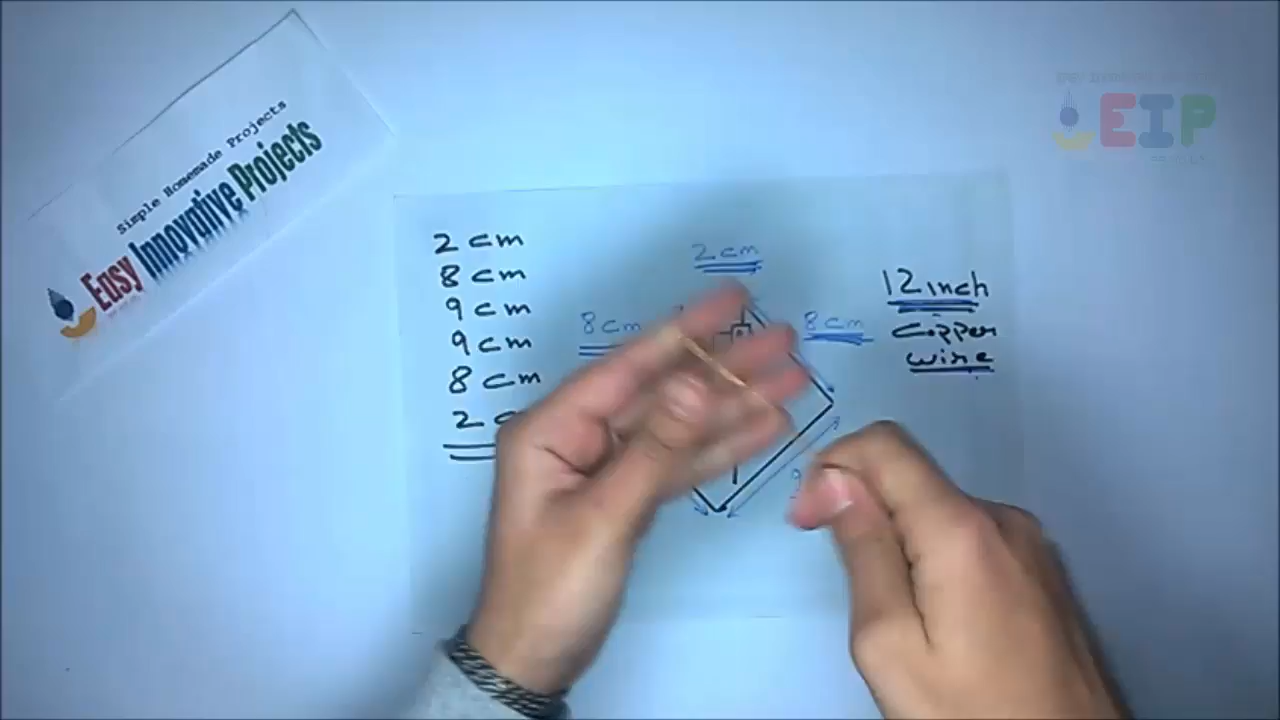 Simple Homemade Projects
Easy Innovative Projects
EIP
2 cm
8 cm
9 cm
9 cm
8 cm
2
2 cm
8 cm
8 cm
12 inch
Copper
wire